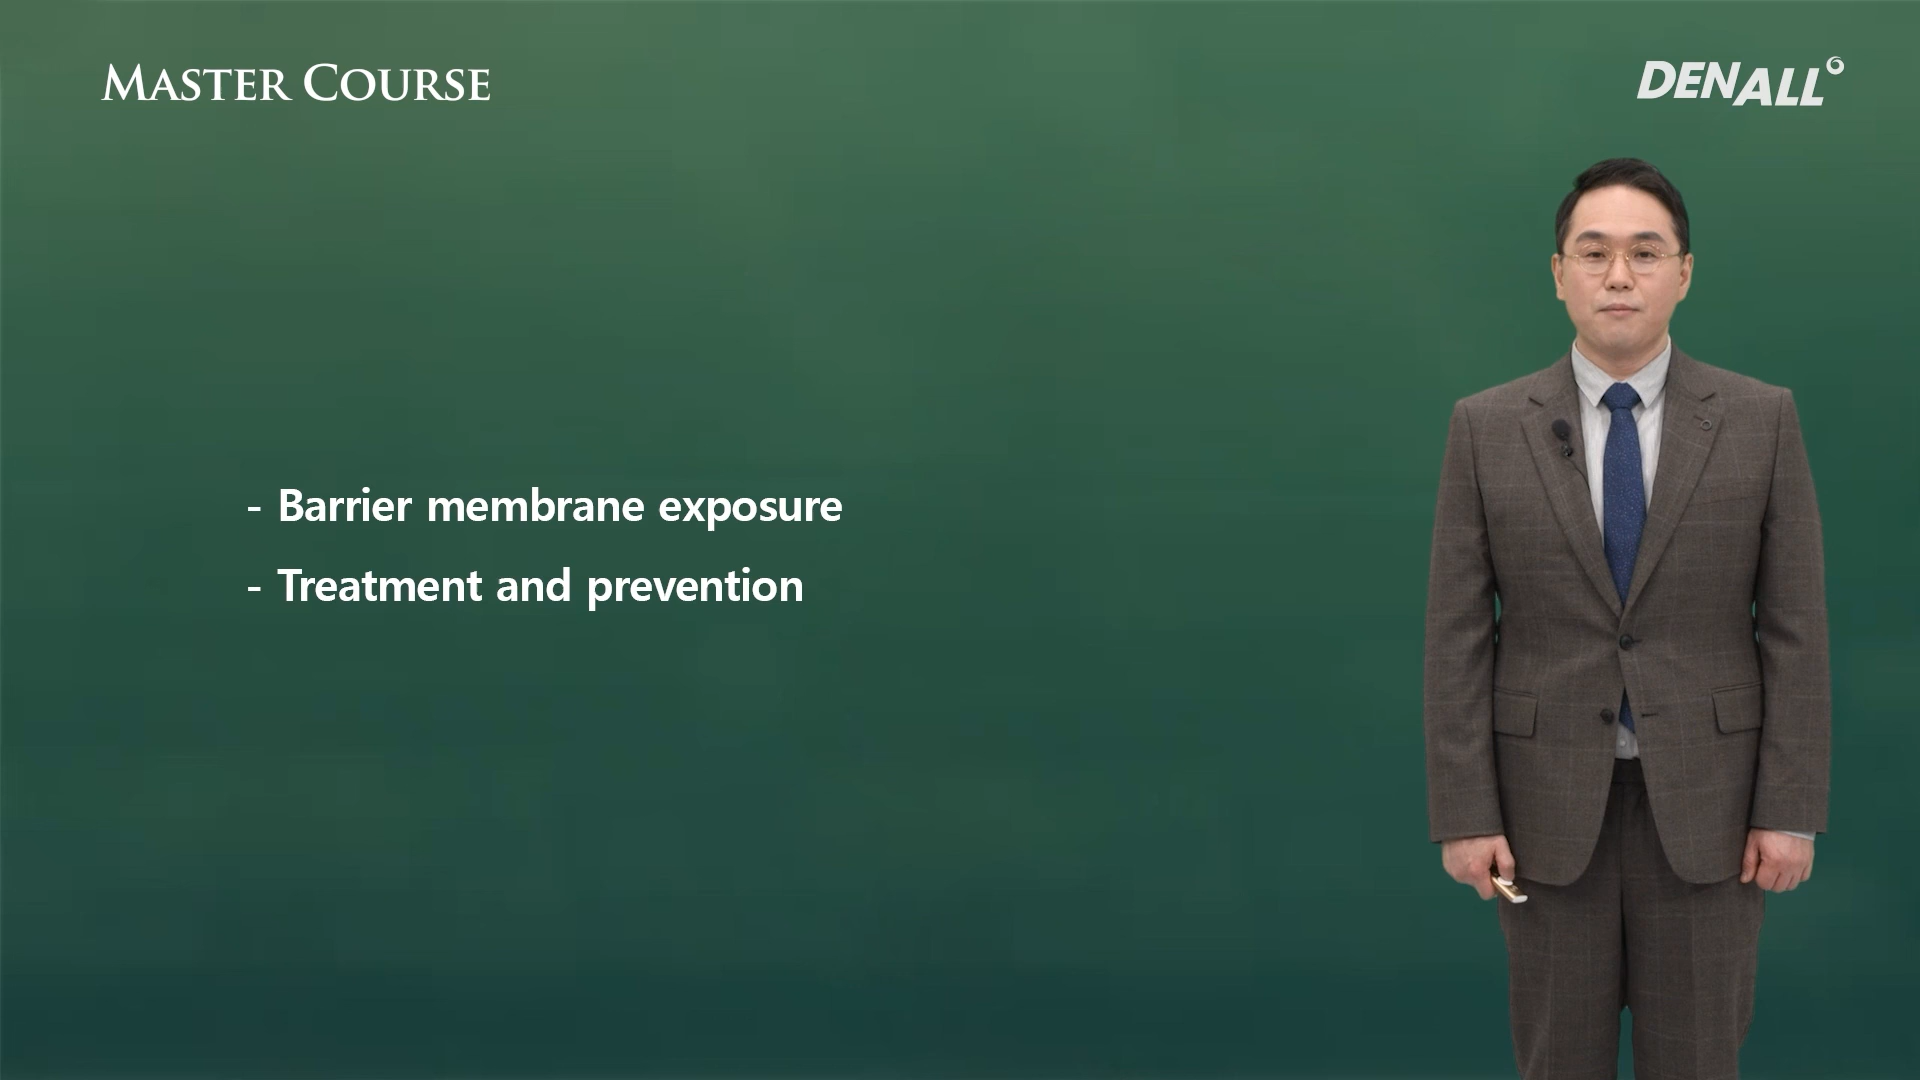 MASTER COURSE
DENALL
- Barrier membrane exposure
- Treatment and prevention